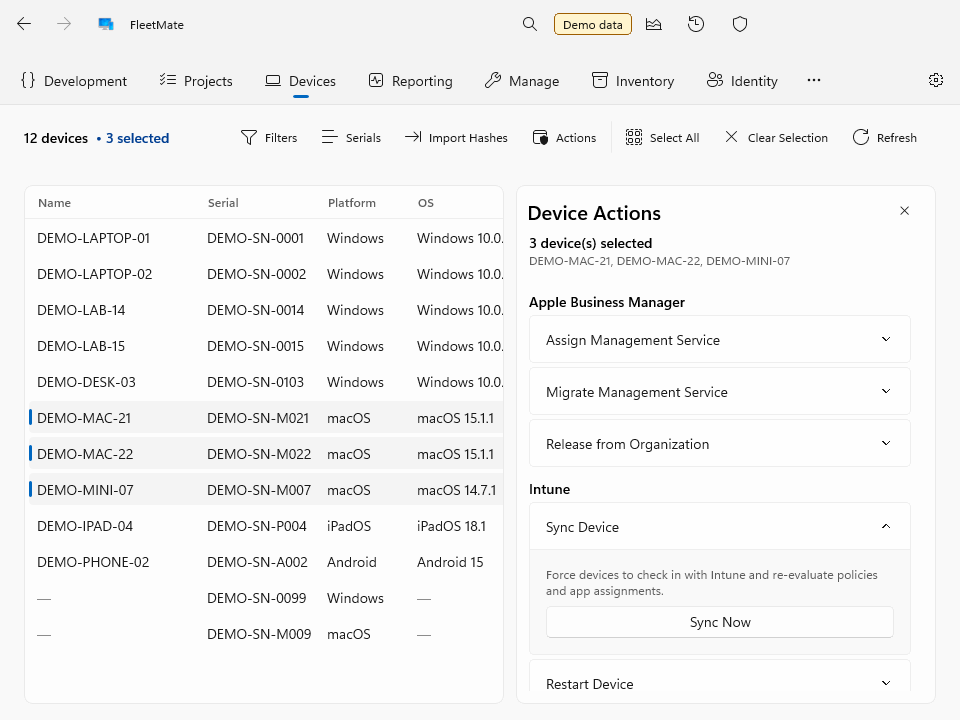 FleetMate
Demo data
Development
Projects
Devices
Reporting
Manage
Inventory
Identity
12 devices • 3 selected
Filters
Serials
Import Hashes
Actions
Select All
Clear Selection
Refresh
Name Serial Platform OS
DEMO-LAPTOP-01 DEMO-SN-0001 Windows Windows 10.0.
DEMO-LAPTOP-02 DEMO-SN-0002 Windows Windows 10.0.
DEMO-LAB-14 DEMO-SN-0014 Windows Windows 10.0.
DEMO-LAB-15 DEMO-SN-0015 Windows Windows 10.0.
DEMO-DESK-03 DEMO-SN-0103 Windows Windows 10.0.
DEMO-MAC-21 DEMO-SN-M021 macOS macOS 15.1.1
DEMO-MAC-22 DEMO-SN-M022 macOS macOS 15.1.1
DEMO-MINI-07 DEMO-SN-M007 macOS macOS 14.7.1
DEMO-IPAD-04 DEMO-SN-P004 iPadOS iPadOS 18.1
DEMO-PHONE-02 DEMO-SN-A002 Android Android 15
— DEMO-SN-0099 Windows —
— DEMO-SN-M009 macOS —
Device Actions
3 device(s) selected
DEMO-MAC-21, DEMO-MAC-22, DEMO-MINI-07
Apple Business Manager
Assign Management Service
Migrate Management Service
Release from Organization
Intune
Sync Device
Force devices to check in with Intune and re-evaluate policies
and app assignments.
Sync Now
Restart Device